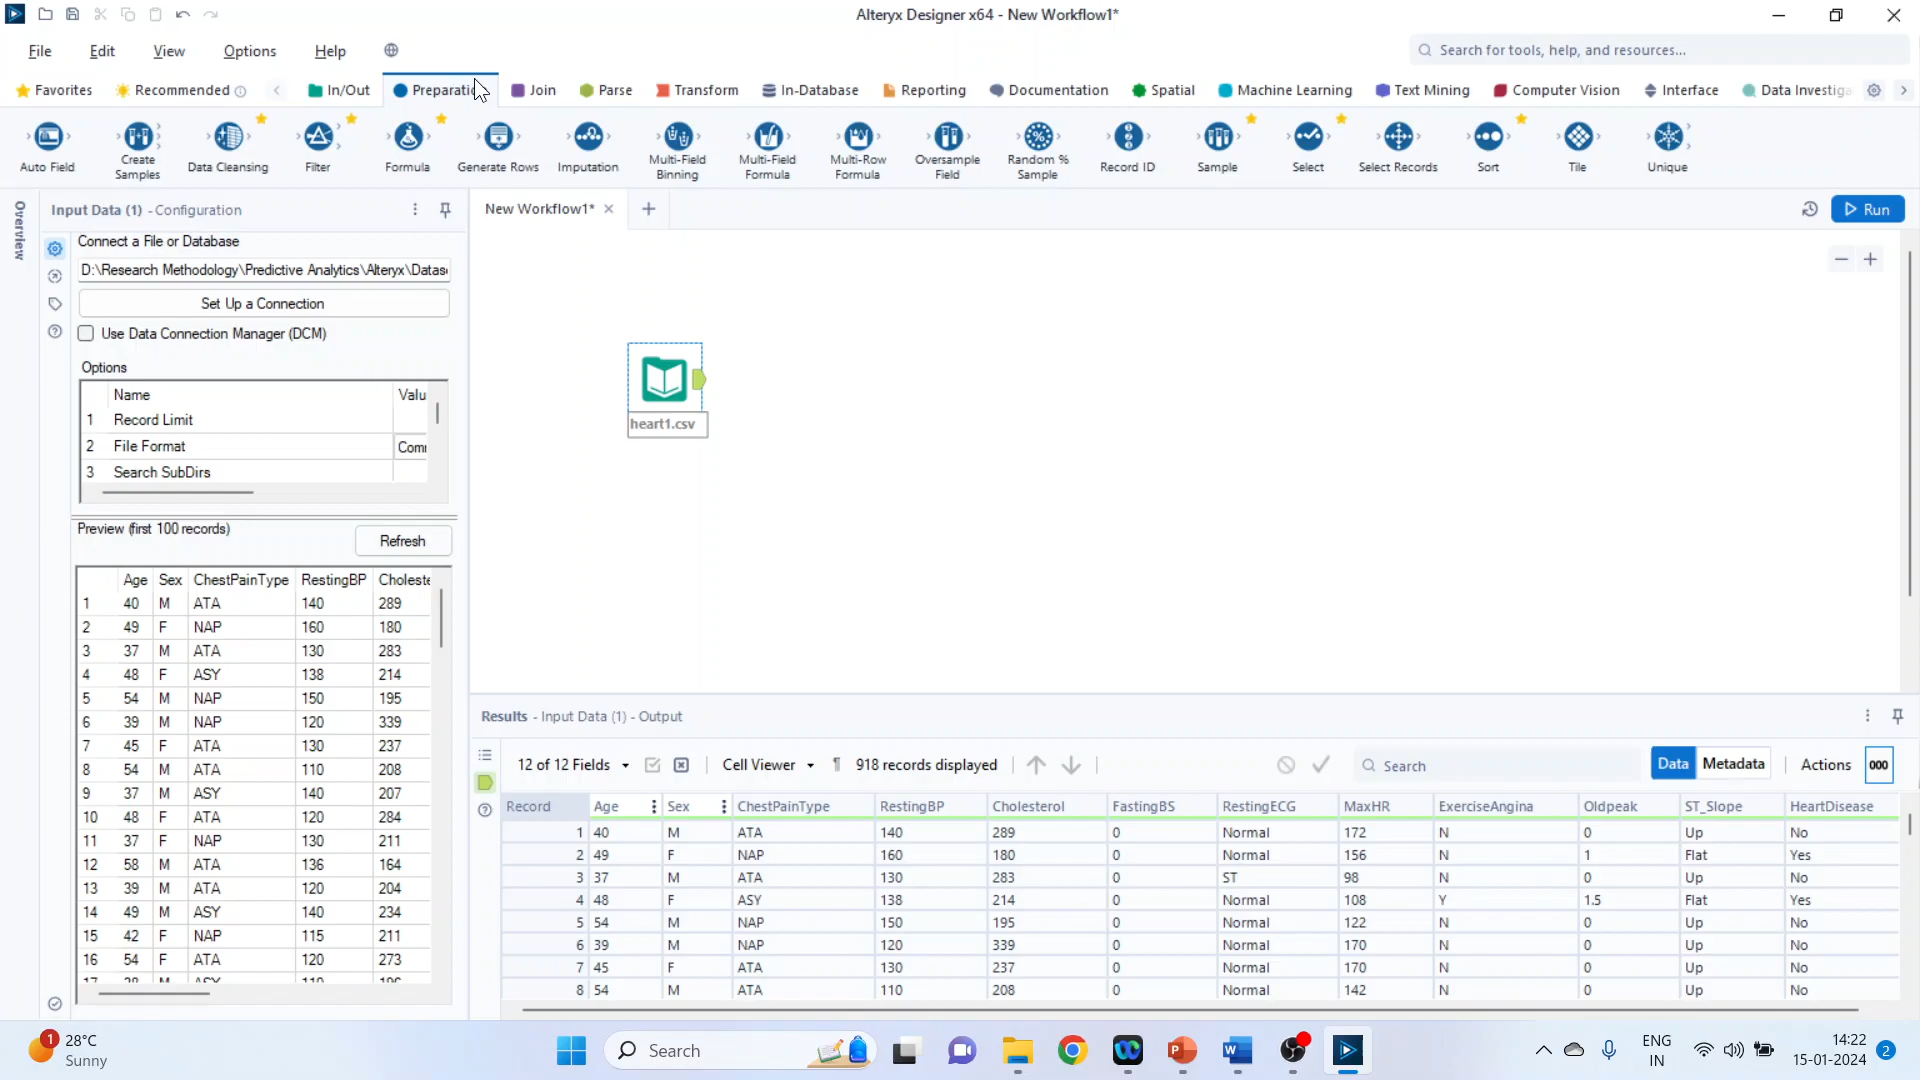 Alteryx Designer x64 - New Workflow1*
File Edit View Options Help
Search for tools, help, and resources...
Favorites Recommended In/Out Preparation Join Parse Transform In-Database Reporting Documentation Spatial Machine Learning Text Mining Computer Vision Interface Data Investiga
Auto Field
Create Samples
Data Cleansing
Filter
Formula
Generate Rows
Imputation
Multi-Field Binning
Multi-Field Formula
Multi-Row Formula
Oversample Field
Random % Sample
Record ID
Sample
Select
Select Records
Sort
Tile
Unique
Overview
Input Data (1) - Configuration
Connect a File or Database
D:\Research Methodology\Predictive Analytics\Alteryx\Datas
Set Up a Connection
Use Data Connection Manager (DCM)
Options
Name Valu
1 Record Limit
2 File Format Com
3 Search SubDirs
Preview (first 100 records)
Refresh
Age Sex ChestPainType RestingBP Choleste
1 40 M ATA 140 289
2 49 F NAP 160 180
3 37 M ATA 130 283
4 48 F ASY 138 214
5 54 M NAP 150 195
6 39 M NAP 120 339
7 45 F ATA 130 237
8 54 M ATA 110 208
9 37 M ASY 140 207
10 48 F ATA 120 284
11 37 F NAP 130 211
12 58 M ATA 136 164
13 39 M ATA 120 204
14 49 M ASY 140 234
15 42 F NAP 115 211
16 54 F ATA 120 273
17 38 M ASY 110 196
New Workflow1*
Run
heart1.csv
Results - Input Data (1) - Output
12 of 12 Fields Cell Viewer 918 records displayed Search Data Metadata Actions 000
Record Age Sex ChestPainType RestingBP Cholesterol FastingBS RestingECG MaxHR ExerciseAngina Oldpeak ST_Slope HeartDisease
1 40 M ATA 140 289 0 Normal 172 N 0 Up No
2 49 F NAP 160 180 0 Normal 156 N 1 Flat Yes
3 37 M ATA 130 283 0 ST 98 N 0 Up No
4 48 F ASY 138 214 0 Normal 108 Y 1.5 Flat Yes
5 54 M NAP 150 195 0 Normal 122 N 0 Up No
6 39 M NAP 120 339 0 Normal 170 N 0 Up No
7 45 F ATA 130 237 0 Normal 170 N 0 Up No
8 54 M ATA 110 208 0 Normal 142 N 0 Up No
1
28°C
Sunny
Search
ENG
IN
14:22
15-01-2024
2